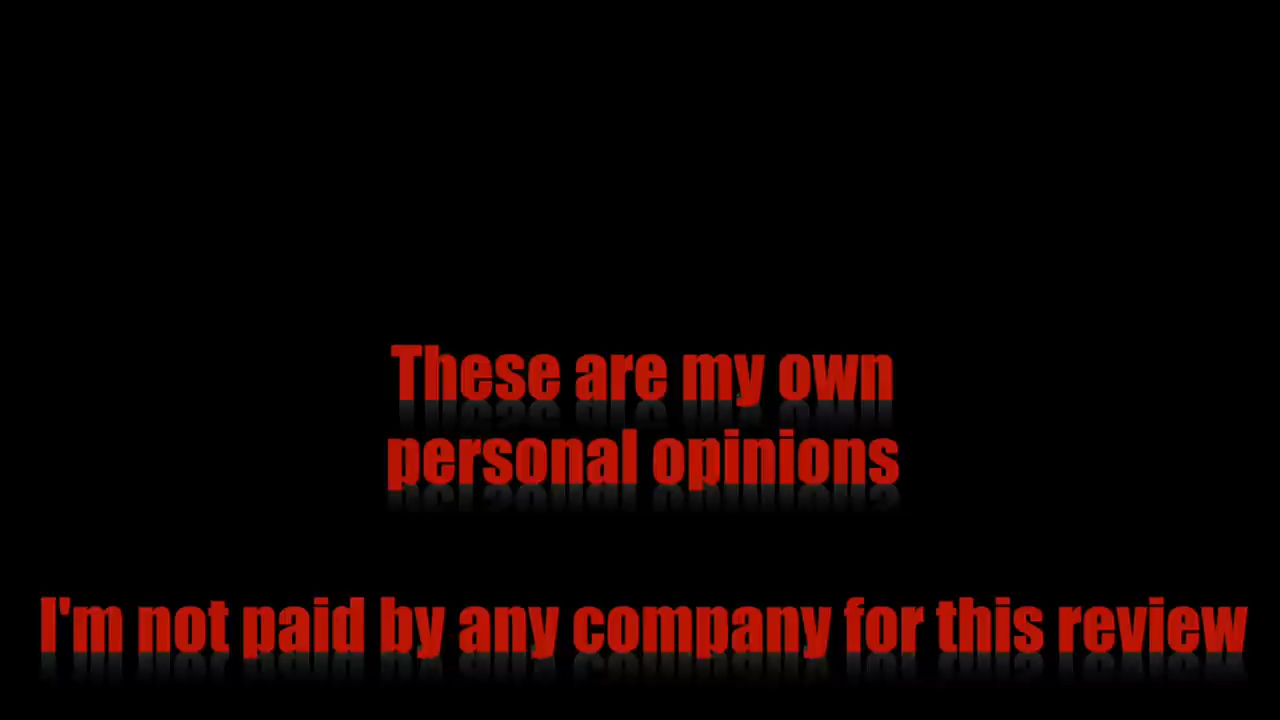 These are my own
personal opinions
I'm not paid by any company for this review